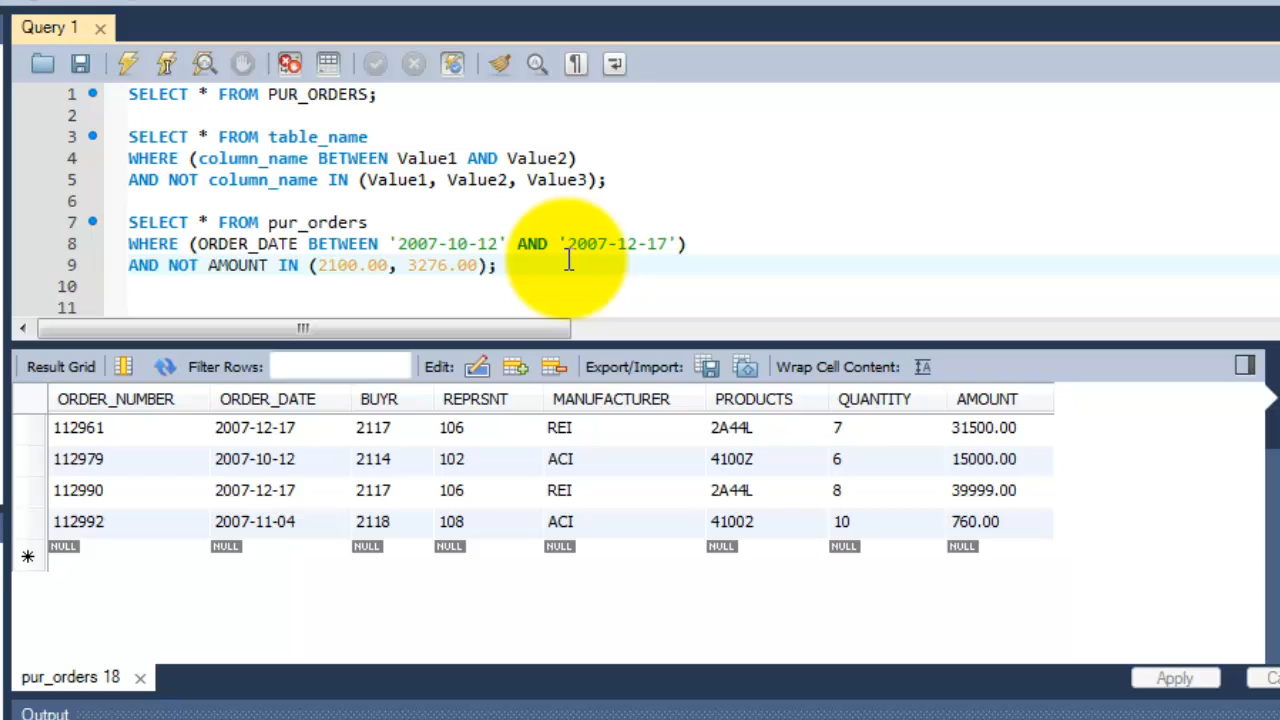 Query 1
1 SELECT * FROM PUR_ORDERS;
2
3 SELECT * FROM table_name
4 WHERE (column_name BETWEEN Value1 AND Value2)
5 AND NOT column_name IN (Value1, Value2, Value3);
6
7 SELECT * FROM pur_orders
8 WHERE (ORDER_DATE BETWEEN '2007-10-12' AND '2007-12-17')
9 AND NOT AMOUNT IN (2100.00, 3276.00);
10
11
Result Grid Filter Rows: Edit: Export/Import: Wrap Cell Content: IA
ORDER_NUMBER ORDER_DATE BUYR REPRSNT MANUFACTURER PRODUCTS QUANTITY AMOUNT
112961 2007-12-17 2117 106 REI 2A44L 7 31500.00
112979 2007-10-12 2114 102 ACI 4100Z 6 15000.00
112990 2007-12-17 2117 106 REI 2A44L 8 39999.00
112992 2007-11-04 2118 108 ACI 41002 10 760.00
NULL NULL NULL NULL NULL NULL NULL NULL
pur_orders 18 Apply Ca
Output